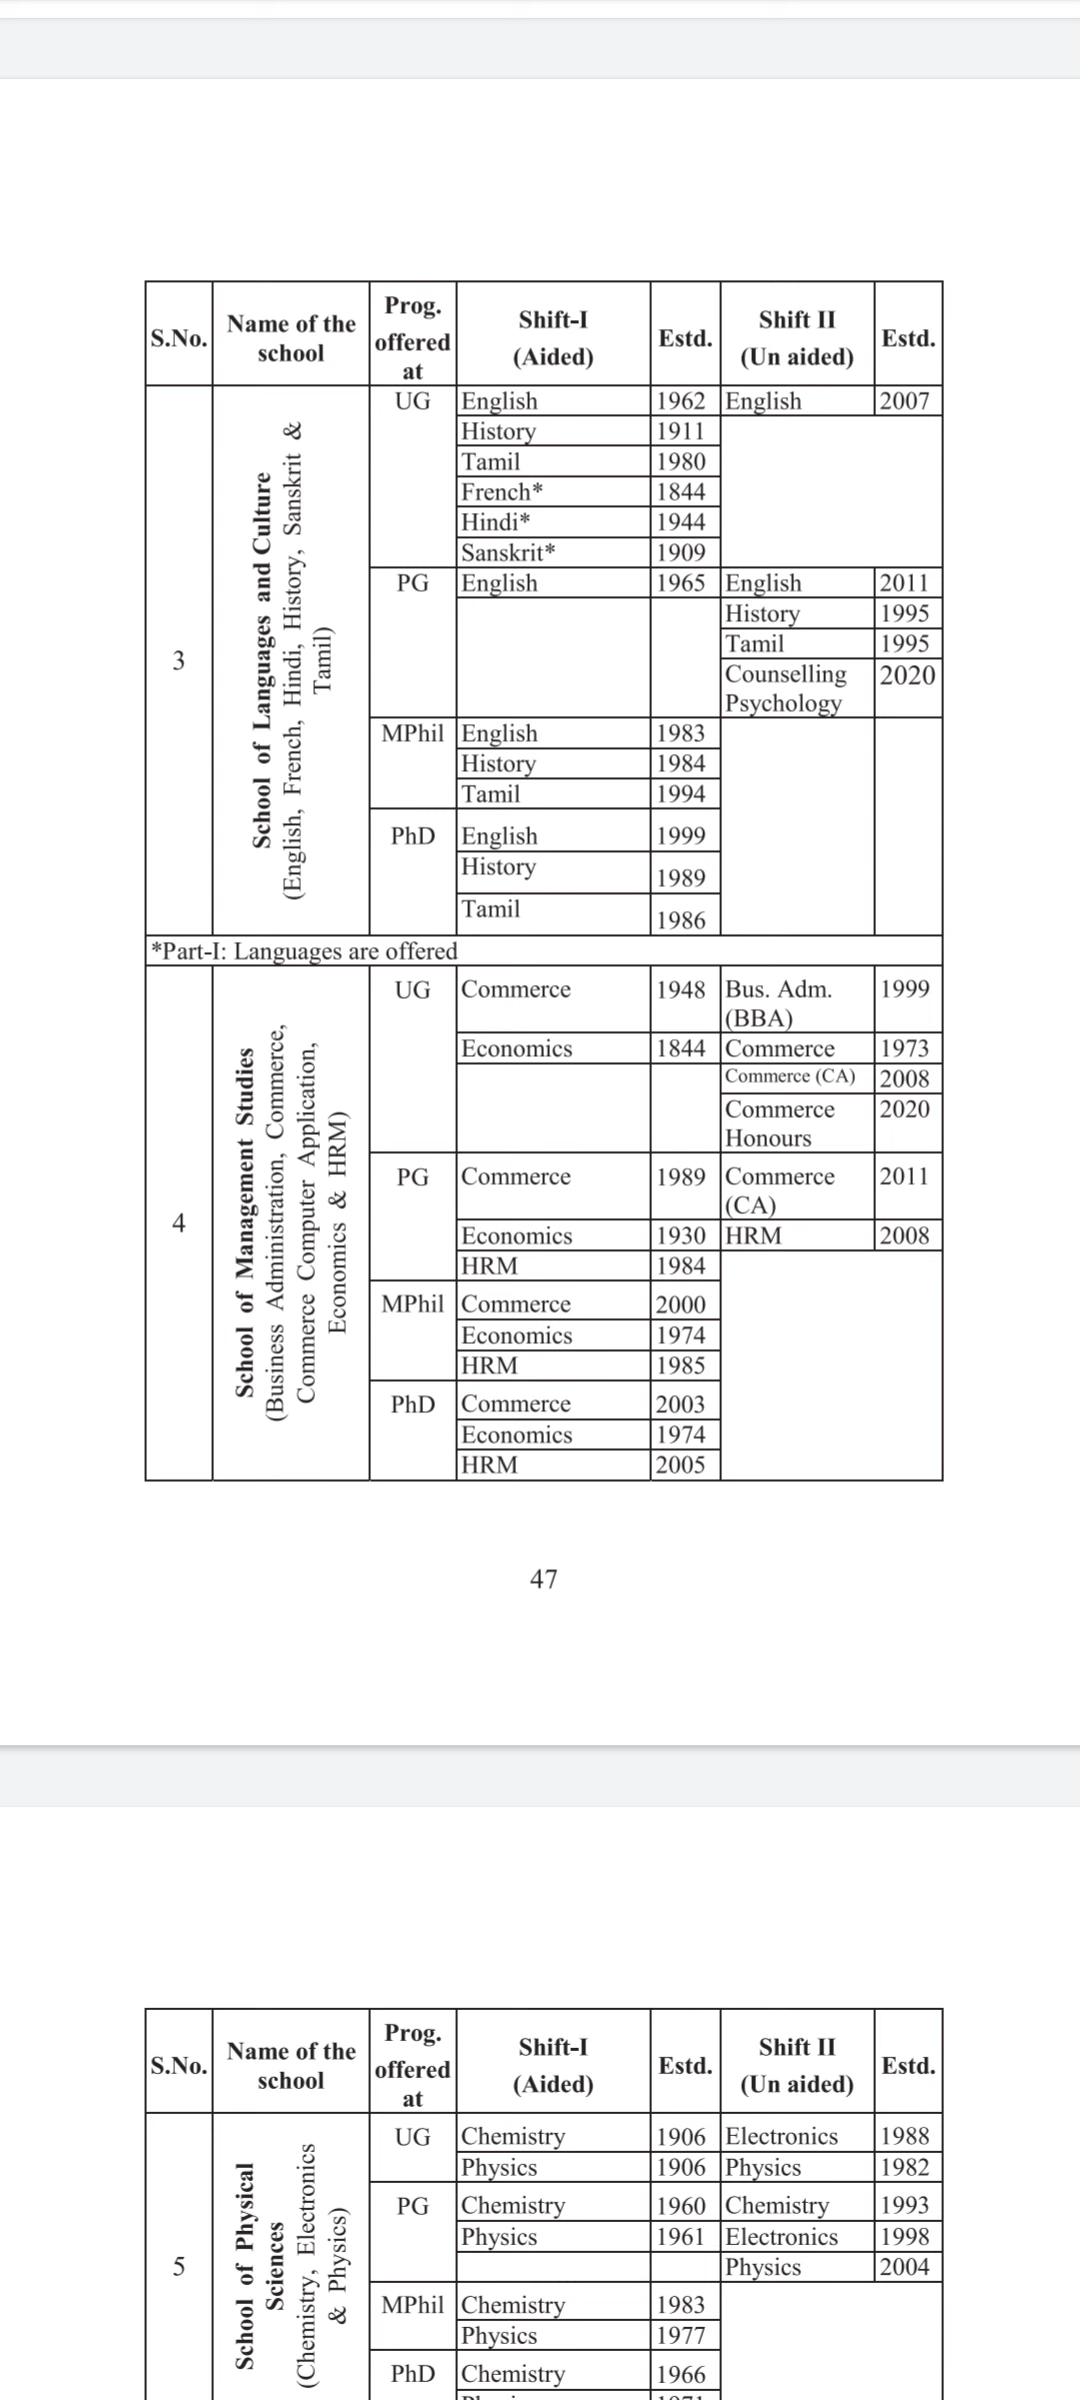 S.No. Name of the school Prog. offered at Shift-I (Aided) Estd. Shift II (Un aided) Estd.
3 School of Languages and Culture
(English, French, Hindi, History, Sanskrit &
Tamil)
UG English 1962 English 2007
History 1911
Tamil 1980
French* 1844
Hindi* 1944
Sanskrit* 1909
PG English 1965 English 2011
History 1995
Tamil 1995
Counselling 2020
Psychology
MPhil English 1983
History 1984
Tamil 1994
PhD English 1999
History 1989
Tamil 1986
*Part-I: Languages are offered
4 School of Management Studies
(Business Administration, Commerce,
Commerce Computer Application,
Economics & HRM)
UG Commerce 1948 Bus. Adm. 1999
(BBA)
Economics 1844 Commerce 1973
Commerce (CA) 2008
Commerce 2020
Honours
PG Commerce 1989 Commerce 2011
(CA)
Economics 1930 HRM 2008
HRM 1984
MPhil Commerce 2000
Economics 1974
HRM 1985
PhD Commerce 2003
Economics 1974
HRM 2005
47
S.No. Name of the school Prog. offered at Shift-I (Aided) Estd. Shift II (Un aided) Estd.
5 School of Physical
Sciences
(Chemistry, Electronics
& Physics)
UG Chemistry 1906 Electronics 1988
Physics 1906 Physics 1982
PG Chemistry 1960 Chemistry 1993
Physics 1961 Electronics 1998
Physics 2004
MPhil Chemistry 1983
Physics 1977
PhD Chemistry 1966